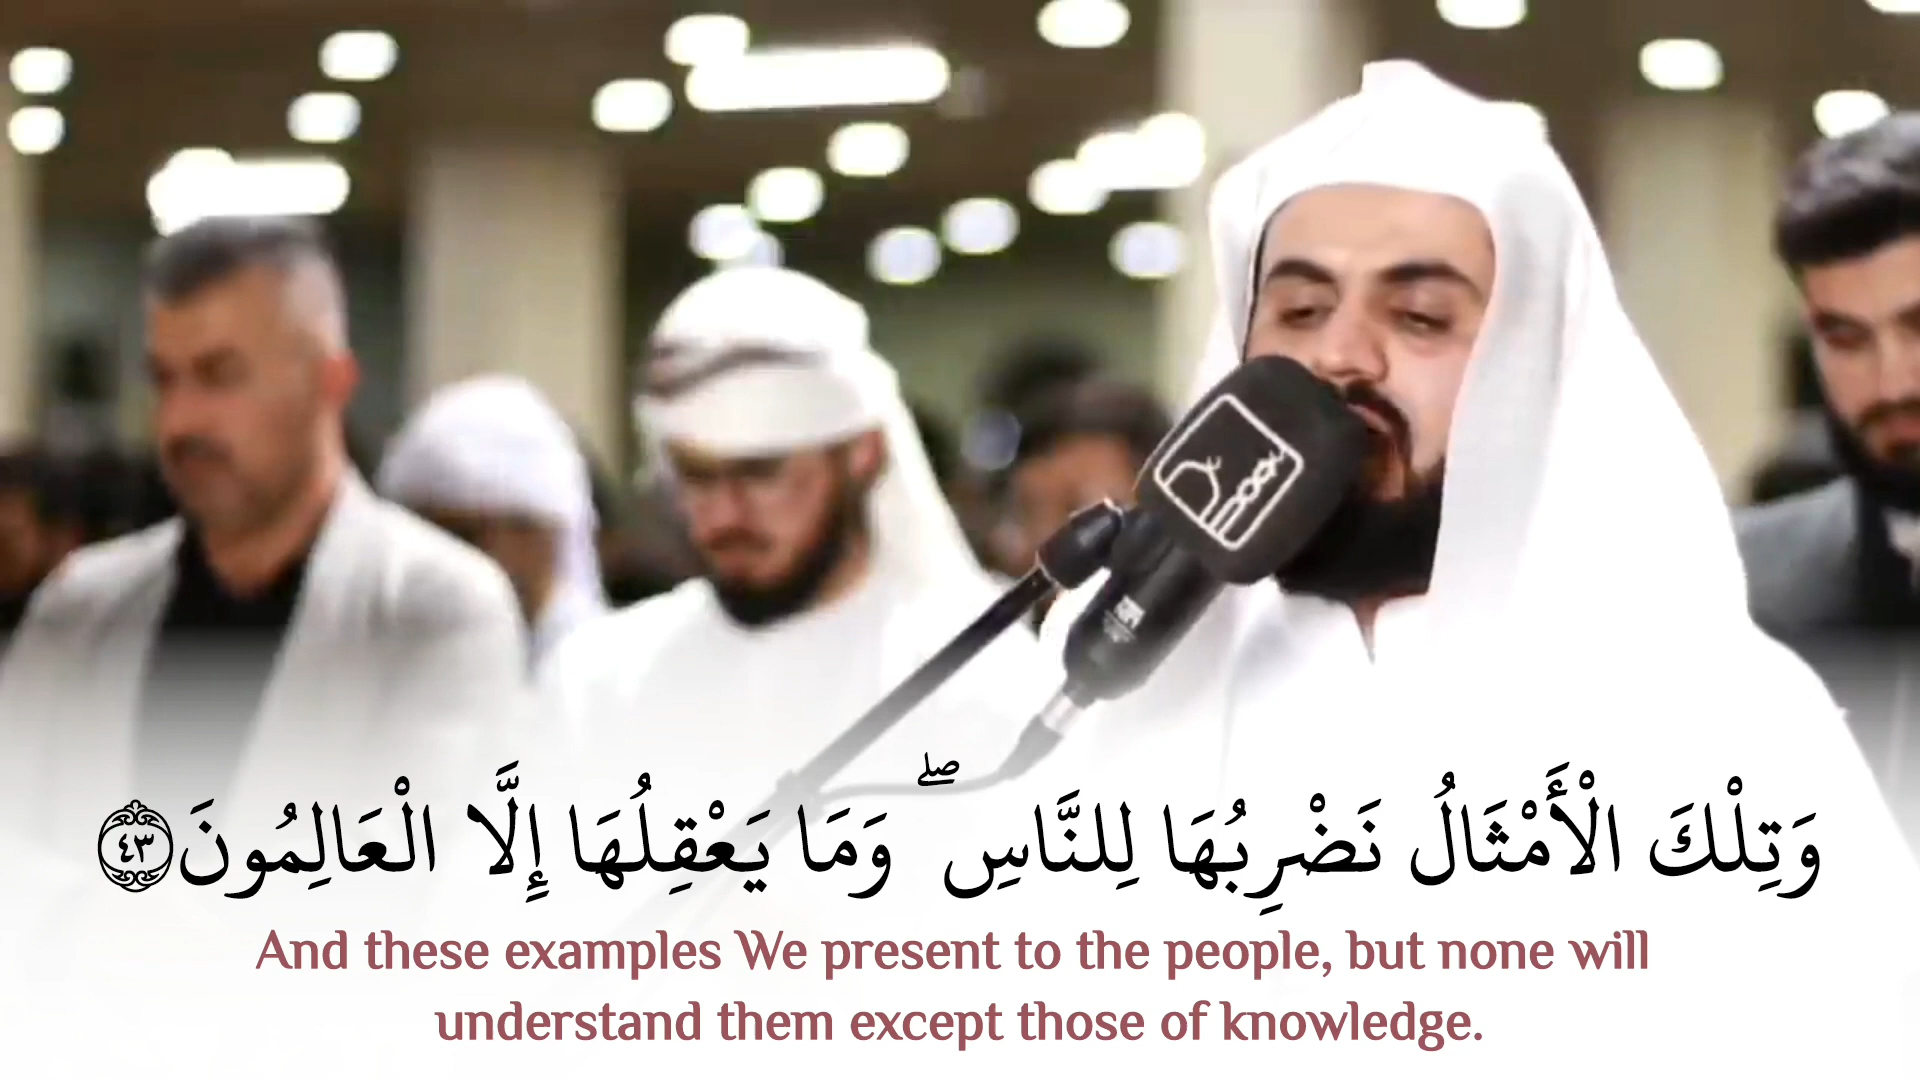 وَتِلْكَ الْأَمْثَالُ نَضْرِبُهَا لِلنَّاسِ ۖ وَمَا يَعْقِلُهَا إِلَّا الْعَالِمُونَ ٤٣
And these examples We present to the people, but none will
understand them except those of knowledge.